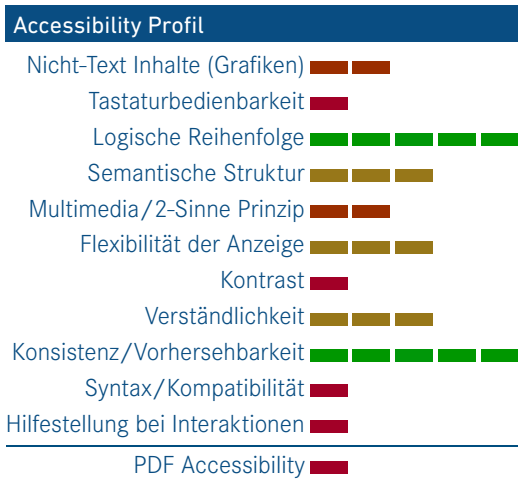 Accessibility Profil
Nicht-Text Inhalte (Grafiken)
Tastaturbedienbarkeit
Logische Reihenfolge
Semantische Struktur
Multimedia/2-Sinne Prinzip
Flexibilität der Anzeige
Kontrast
Verständlichkeit
Konsistenz/Vorhersehbarkeit
Syntax/Kompatibilität
Hilfestellung bei Interaktionen
PDF Accessibility